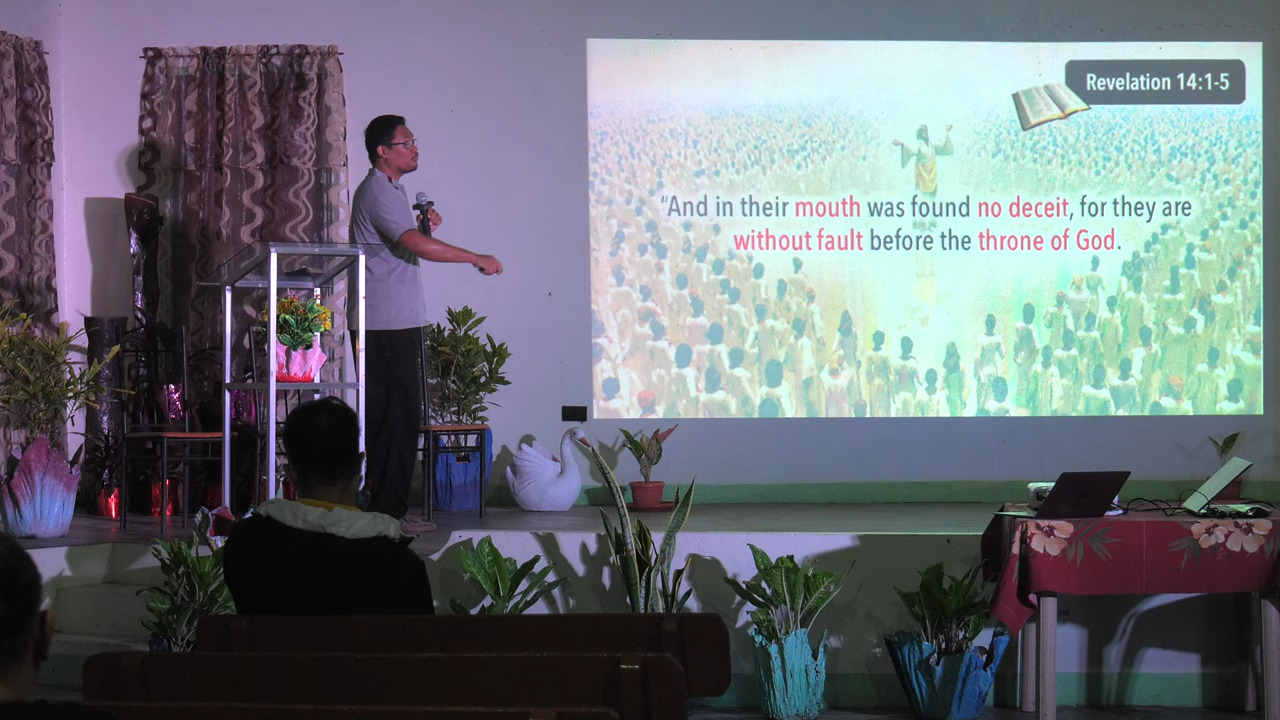 Revelation 14:1-5
“And in their mouth was found no deceit, for they are
without fault before the throne of God.